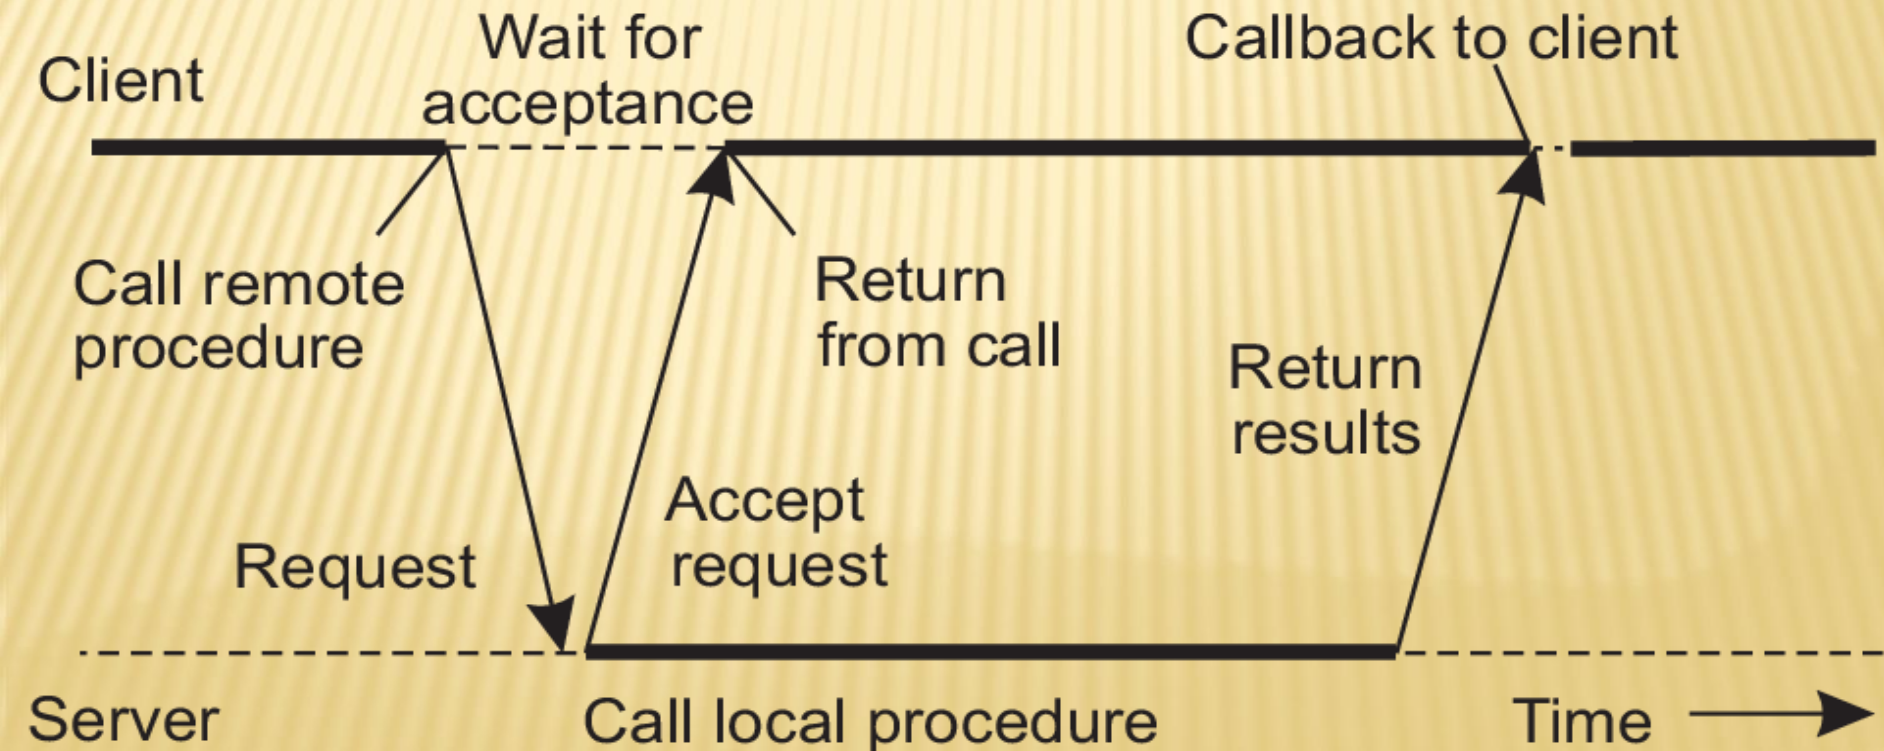 Client
Wait for
acceptance
Callback to client
Call remote
procedure
Return
from call
Return
results
Accept
request
Request
Server
Call local procedure
Time